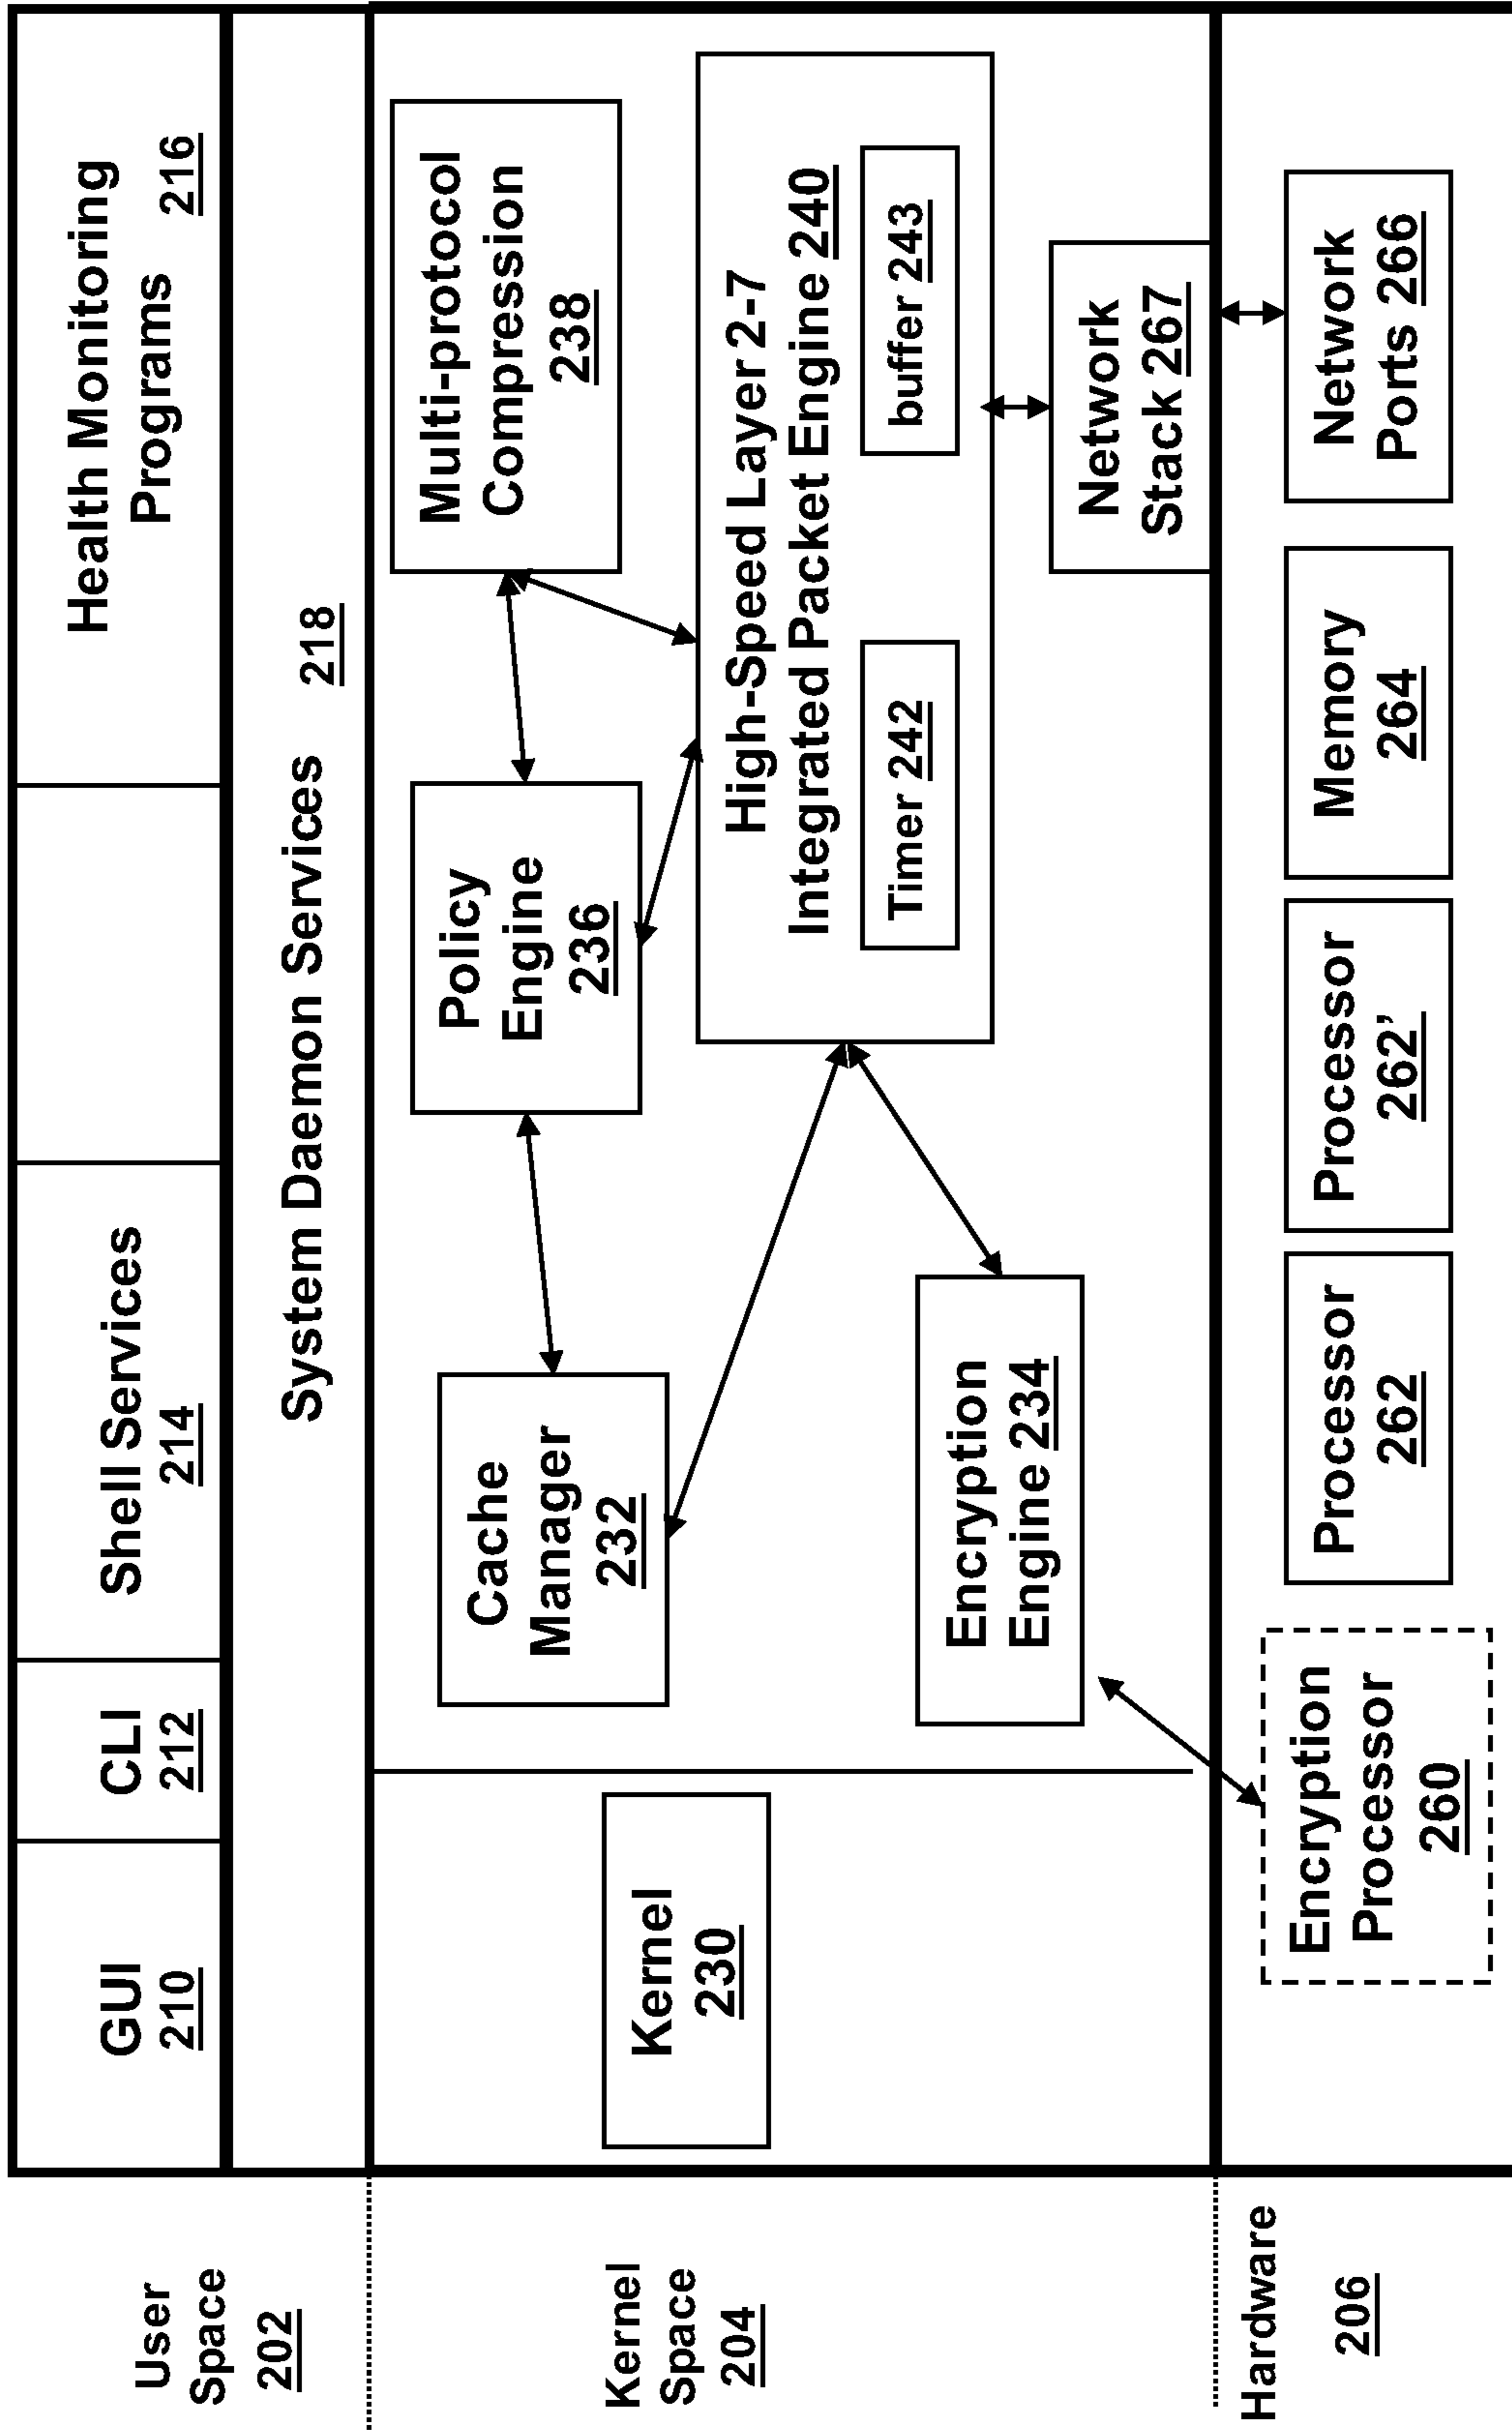 User
Space
202
GUI
210
CLI
212
Shell Services
214
Health Monitoring
Programs 216
System Daemon Services 218
Kernel
Space
204
Kernel
230
Cache
Manager
232
Policy
Engine
236
Multi-protocol
Compression
238
High-Speed Layer 2-7
Integrated Packet Engine 240
Timer 242
buffer 243
Encryption
Engine 234
Network
Stack 267
Hardware
206
Encryption
Processor
260
Processor
262
Processor
262’
Memory
264
Network
Ports 266